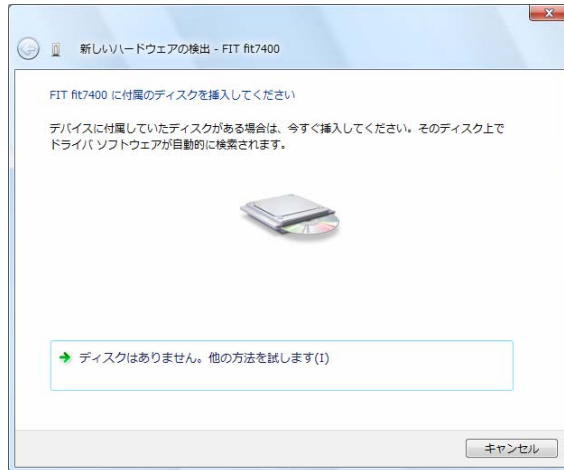 新しいハードウェアの検出 - FIT fit7400
FIT fit7400 に付属のディスクを挿入してください
デバイスに付属していたディスクがある場合は、今すぐ挿入してください。そのディスク上で
ドライバ ソフトウェアが自動的に検索されます。
ディスクはありません。他の方法を試します(I)
キャンセル